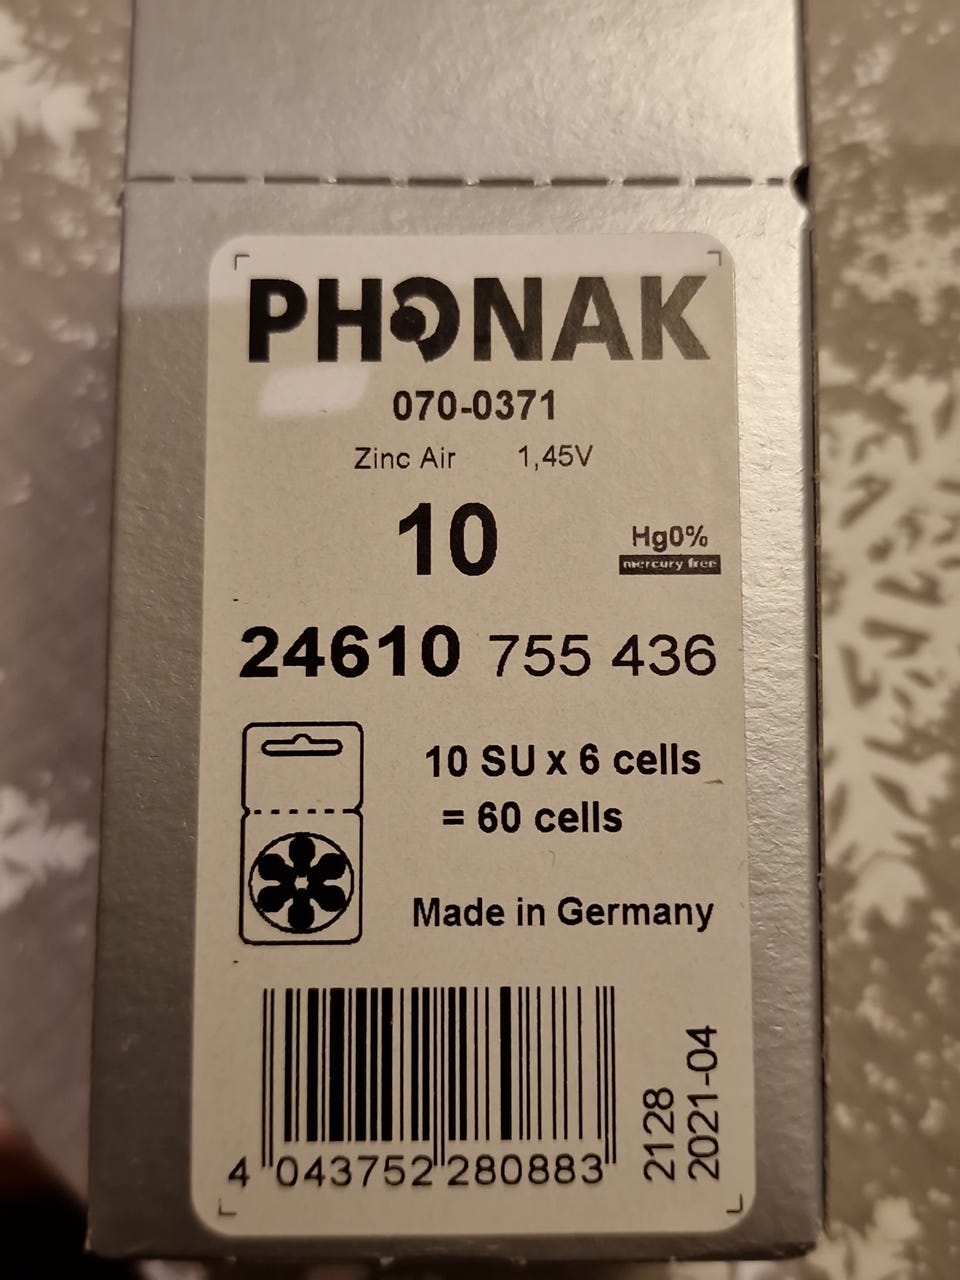 PHONAK
070-0371
Zinc Air 1,45V
10
Hg0%
mercury free
24610 755 436
10 SU x 6 cells
= 60 cells
Made in Germany
4 043752 280883
2128
2021-04